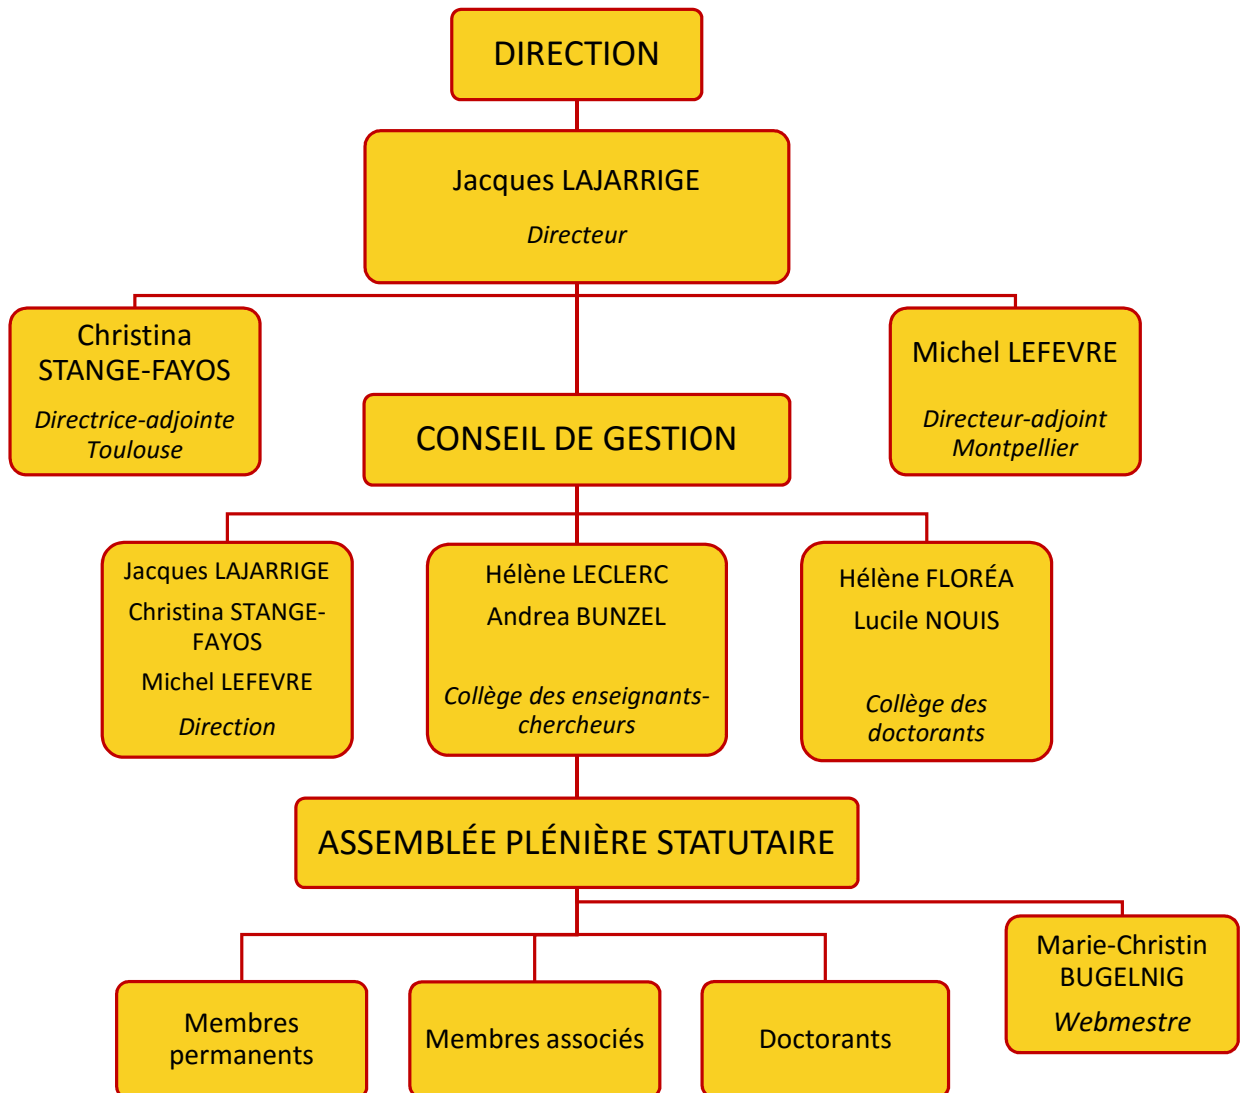 DIRECTION
Jacques LAJARRIGE
Directeur
Christina
STANGE-FAYOS
Directrice-adjointe
Toulouse
Michel LEFEVRE
Directeur-adjoint
Montpellier
CONSEIL DE GESTION
Jacques LAJARRIGE
Christina STANGE-
FAYOS
Michel LEFEVRE
Direction
Hélène LECLERC
Andrea BUNZEL
Collège des enseignants-
chercheurs
Hélène FLORÉA
Lucile NOUIS
Collège des
doctorants
ASSEMBLÉE PLÉNIÈRE STATUTAIRE
Marie-Christin
BUGELNIG
Webmestre
Membres
permanents
Membres associés
Doctorants